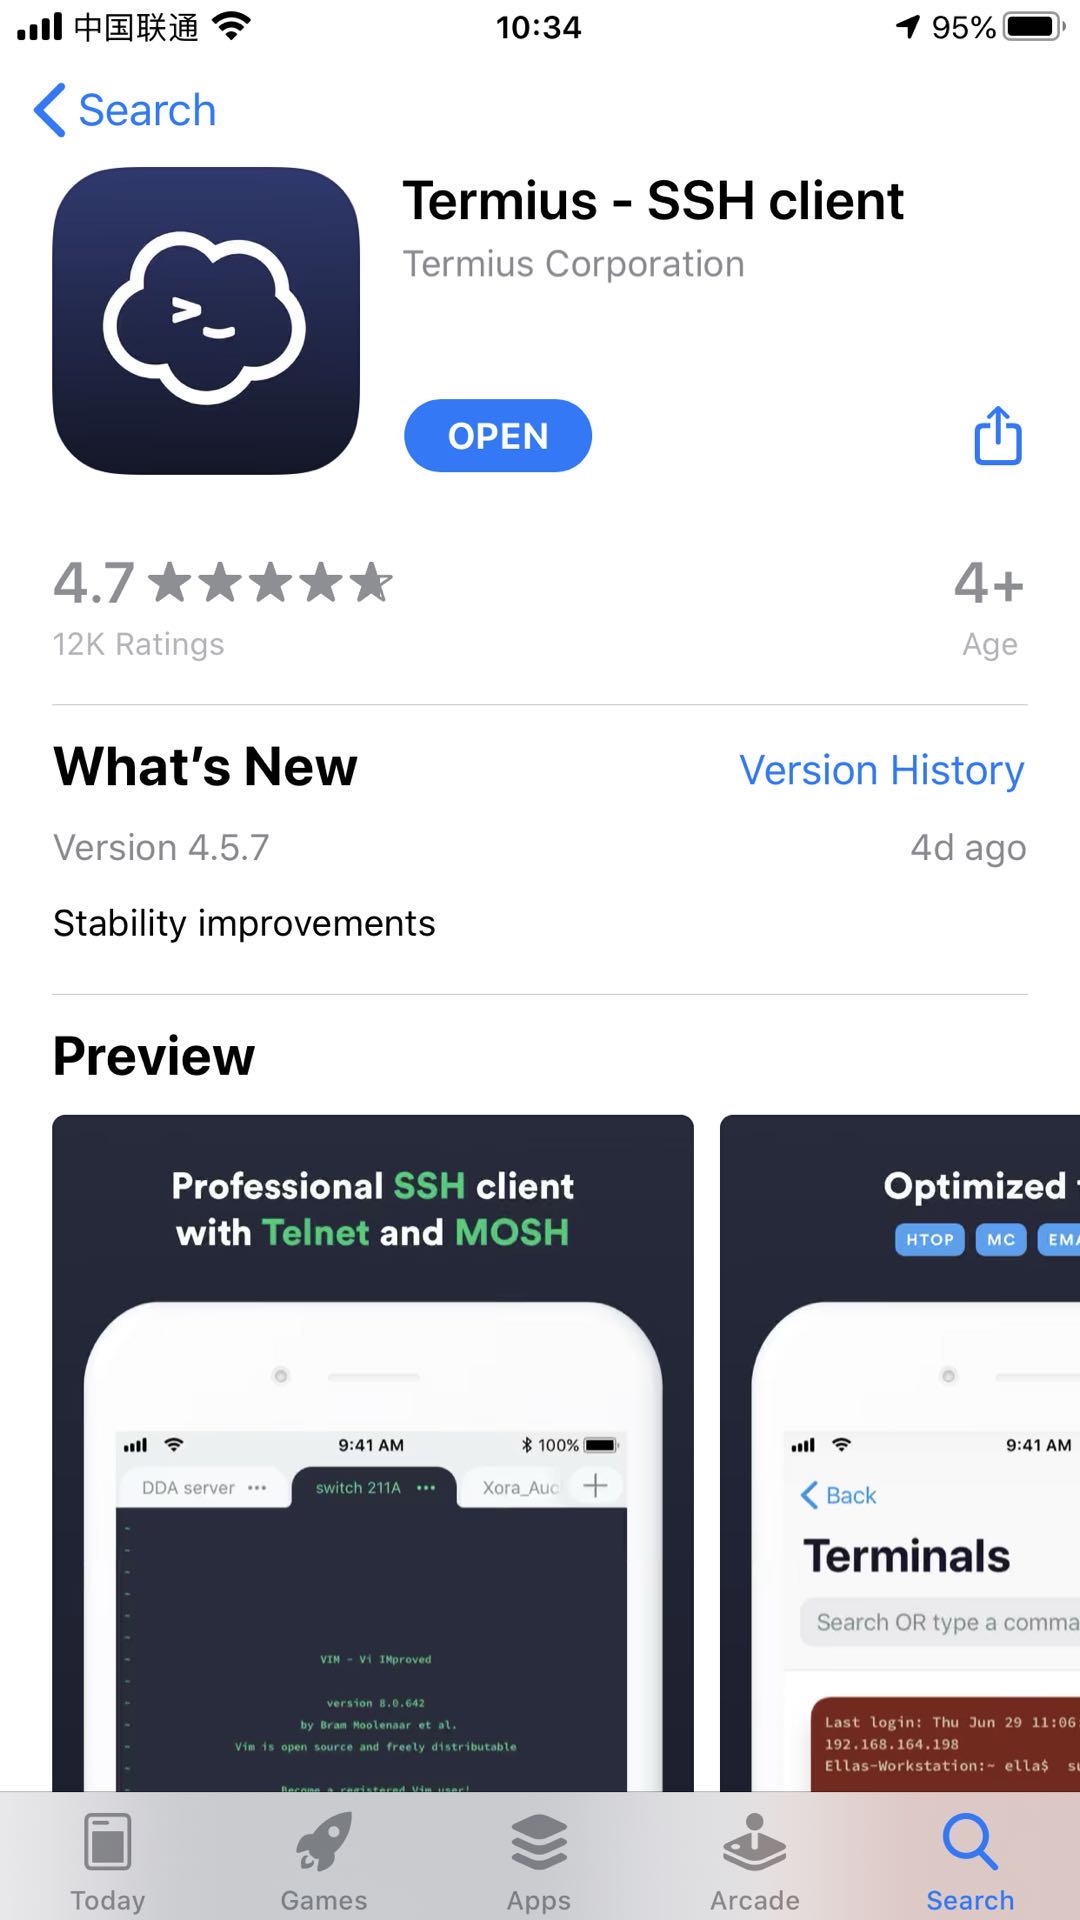 中国联通
10:34
95%
Search
Termius - SSH client
Termius Corporation
OPEN
4.7
12K Ratings
4+
Age
What's New
Version History
Version 4.5.7
4d ago
Stability improvements
Preview
Professional SSH client
with Telnet and MOSH
9:41 AM
100%
DDA server ···
switch 211A ···
Xora_Auc
VIM - Vi IMproved
version 8.0.642
by Bram Moolenaar et al.
Vim is open source and freely distributable
Become a registered Vim user!
Optimized
HTOP
MC
EMA
9:41 AM
Back
Terminals
Search OR type a comma
Last login: Thu Jun 29 11:06:
192.168.164.198
Ellas-Workstation:~ ella$ su
Today
Games
Apps
Arcade
Search